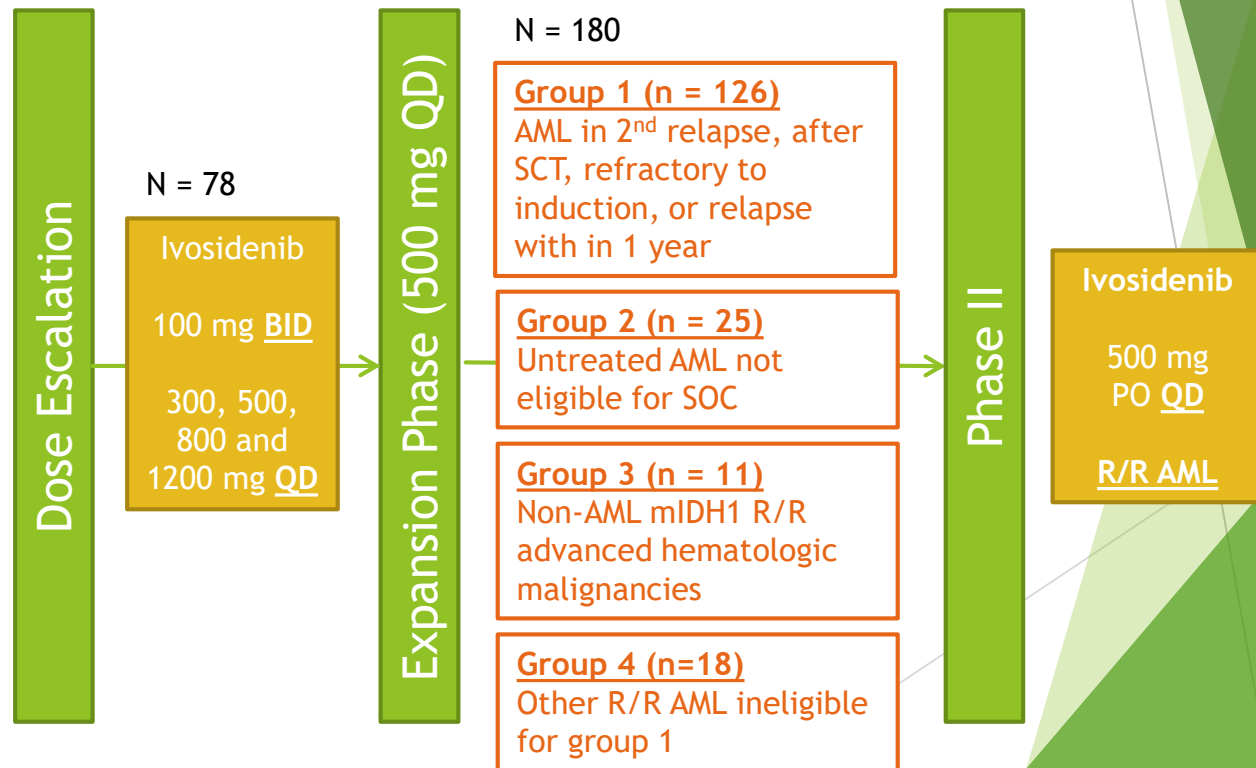 Dose Escalation
N = 78
Ivosidenib
100 mg BID
300, 500,
800 and
1200 mg QD
Expansion Phase (500 mg QD)
N = 180
Group 1 (n = 126)
AML in 2nd relapse, after
SCT, refractory to
induction, or relapse
with in 1 year
Group 2 (n = 25)
Untreated AML not
eligible for SOC
Group 3 (n = 11)
Non-AML mIDH1 R/R
advanced hematologic
malignancies
Group 4 (n=18)
Other R/R AML ineligible
for group 1
Phase II
Ivosidenib
500 mg
PO QD
R/R AML